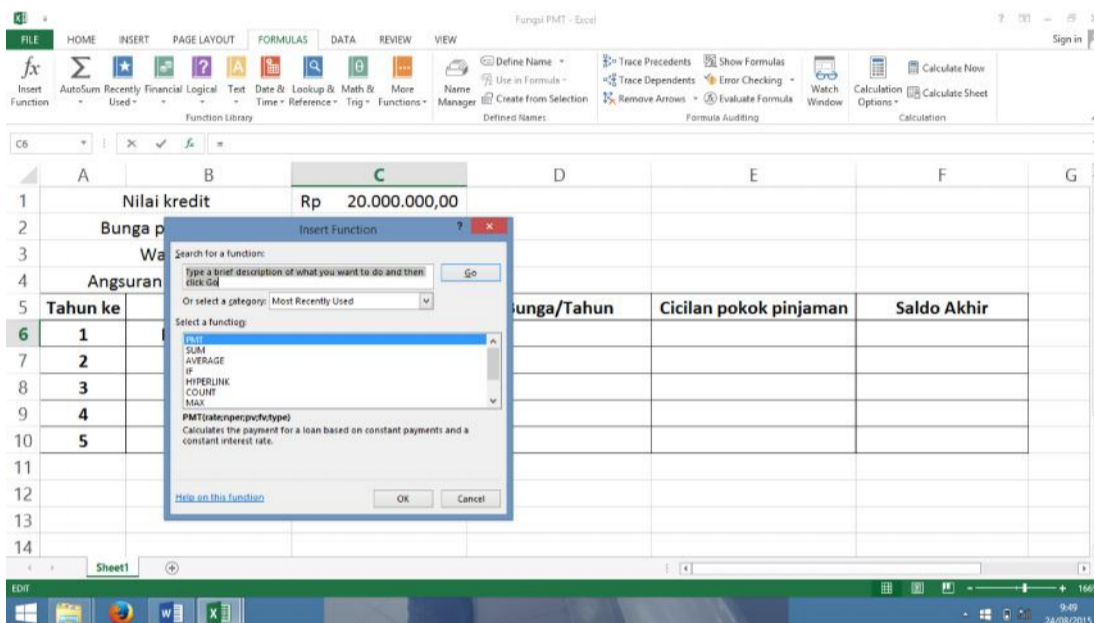 Fungsi PMT - Excel
Sign in
FILE HOME INSERT PAGE LAYOUT FORMULAS DATA REVIEW VIEW
fx Insert Function
AutoSum
Recently Used
Financial
Logical
Text
Date & Time
Lookup & Reference
Math & Trig
More Functions
Function Library
Name Manager
Define Name
Use in Formula
Create from Selection
Defined Names
Trace Precedents
Trace Dependents
Remove Arrows
Show Formulas
Error Checking
Evaluate Formula
Formula Auditing
Watch Window
Calculation Options
Calculate Now
Calculate Sheet
Calculation
C6 fx =
A B C D E F G
1 Nilai kredit Rp 20.000.000,00
2 Bunga p
3 Wa
4 Angsuran
5 Tahun ke unga/Tahun Cicilan pokok pinjaman Saldo Akhir
6 1
7 2
8 3
9 4
10 5
11
12
13
14
Insert Function
Search for a function:
Type a brief description of what you want to do and then click Go
Go
Or select a category: Most Recently Used
Select a function:
PMT
SUM
AVERAGE
IF
HYPERLINK
COUNT
MAX
PMT(rate;nper;pv;fv;type)
Calculates the payment for a loan based on constant payments and a constant interest rate.
Help on this function
OK Cancel
Sheet1
EDIT
9:49
24/08/2015